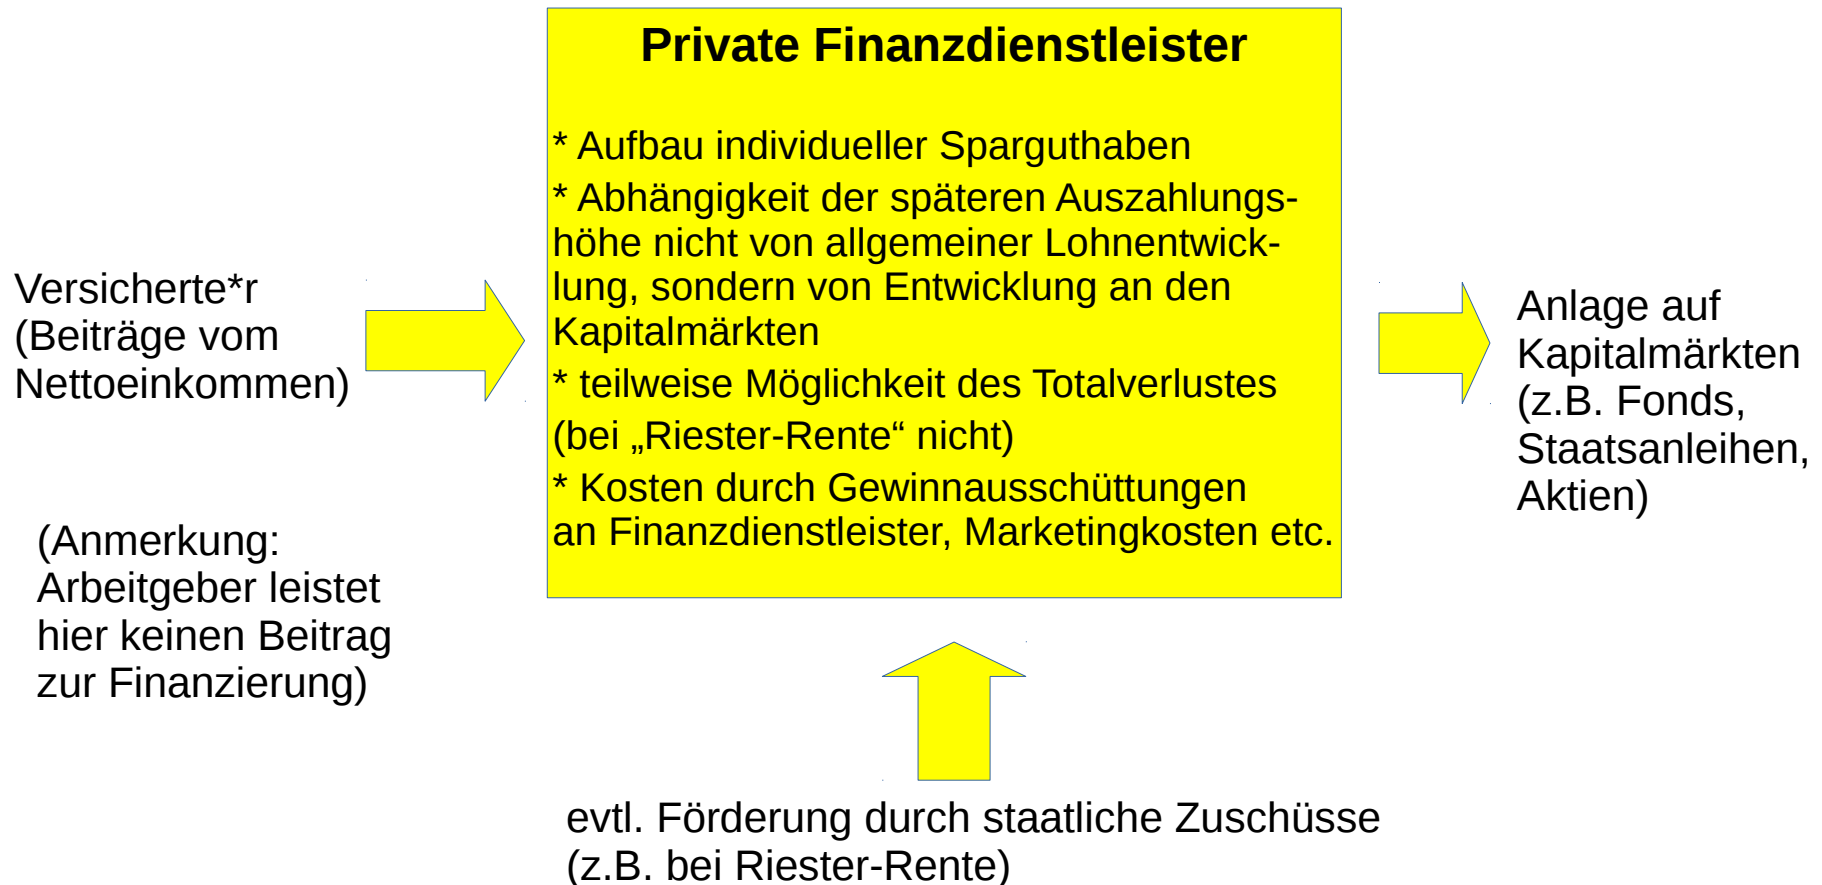 Private Finanzdienstleister
* Aufbau individueller Sparguthaben
* Abhängigkeit der späteren Auszahlungs-
höhe nicht von allgemeiner Lohnentwick-
lung, sondern von Entwicklung an den
Kapitalmärkten
* teilweise Möglichkeit des Totalverlustes
(bei „Riester-Rente“ nicht)
* Kosten durch Gewinnausschüttungen
an Finanzdienstleister, Marketingkosten etc.
Versicherte*r
(Beiträge vom
Nettoeinkommen)
(Anmerkung:
Arbeitgeber leistet
hier keinen Beitrag
zur Finanzierung)
Anlage auf
Kapitalmärkten
(z.B. Fonds,
Staatsanleihen,
Aktien)
evtl. Förderung durch staatliche Zuschüsse
(z.B. bei Riester-Rente)